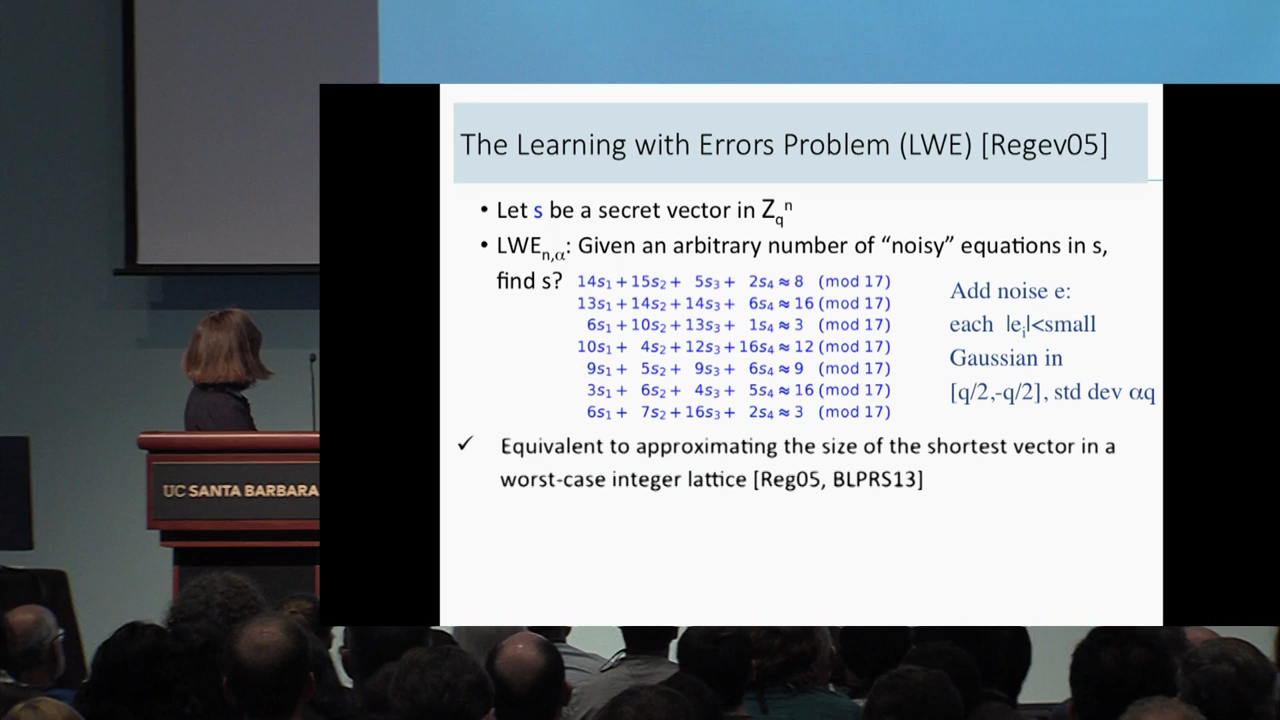 The Learning with Errors Problem (LWE) [Regev05]
• Let s be a secret vector in Zqⁿ
• LWEn,α: Given an arbitrary number of “noisy” equations in s,
find s?
14s₁ + 15s₂ + 5s₃ + 2s₄ ≈ 8 (mod 17)
13s₁ + 14s₂ + 14s₃ + 6s₄ ≈ 16 (mod 17)
6s₁ + 10s₂ + 13s₃ + 1s₄ ≈ 3 (mod 17)
10s₁ + 4s₂ + 12s₃ + 16s₄ ≈ 12 (mod 17)
9s₁ + 5s₂ + 9s₃ + 6s₄ ≈ 9 (mod 17)
3s₁ + 6s₂ + 4s₃ + 5s₄ ≈ 16 (mod 17)
6s₁ + 7s₂ + 16s₃ + 2s₄ ≈ 3 (mod 17)
Add noise e:
each |eᵢ|<small
Gaussian in
[q/2,-q/2], std dev αq
✓ Equivalent to approximating the size of the shortest vector in a
worst-case integer lattice [Reg05, BLPRS13]
UC SANTA BARBARA